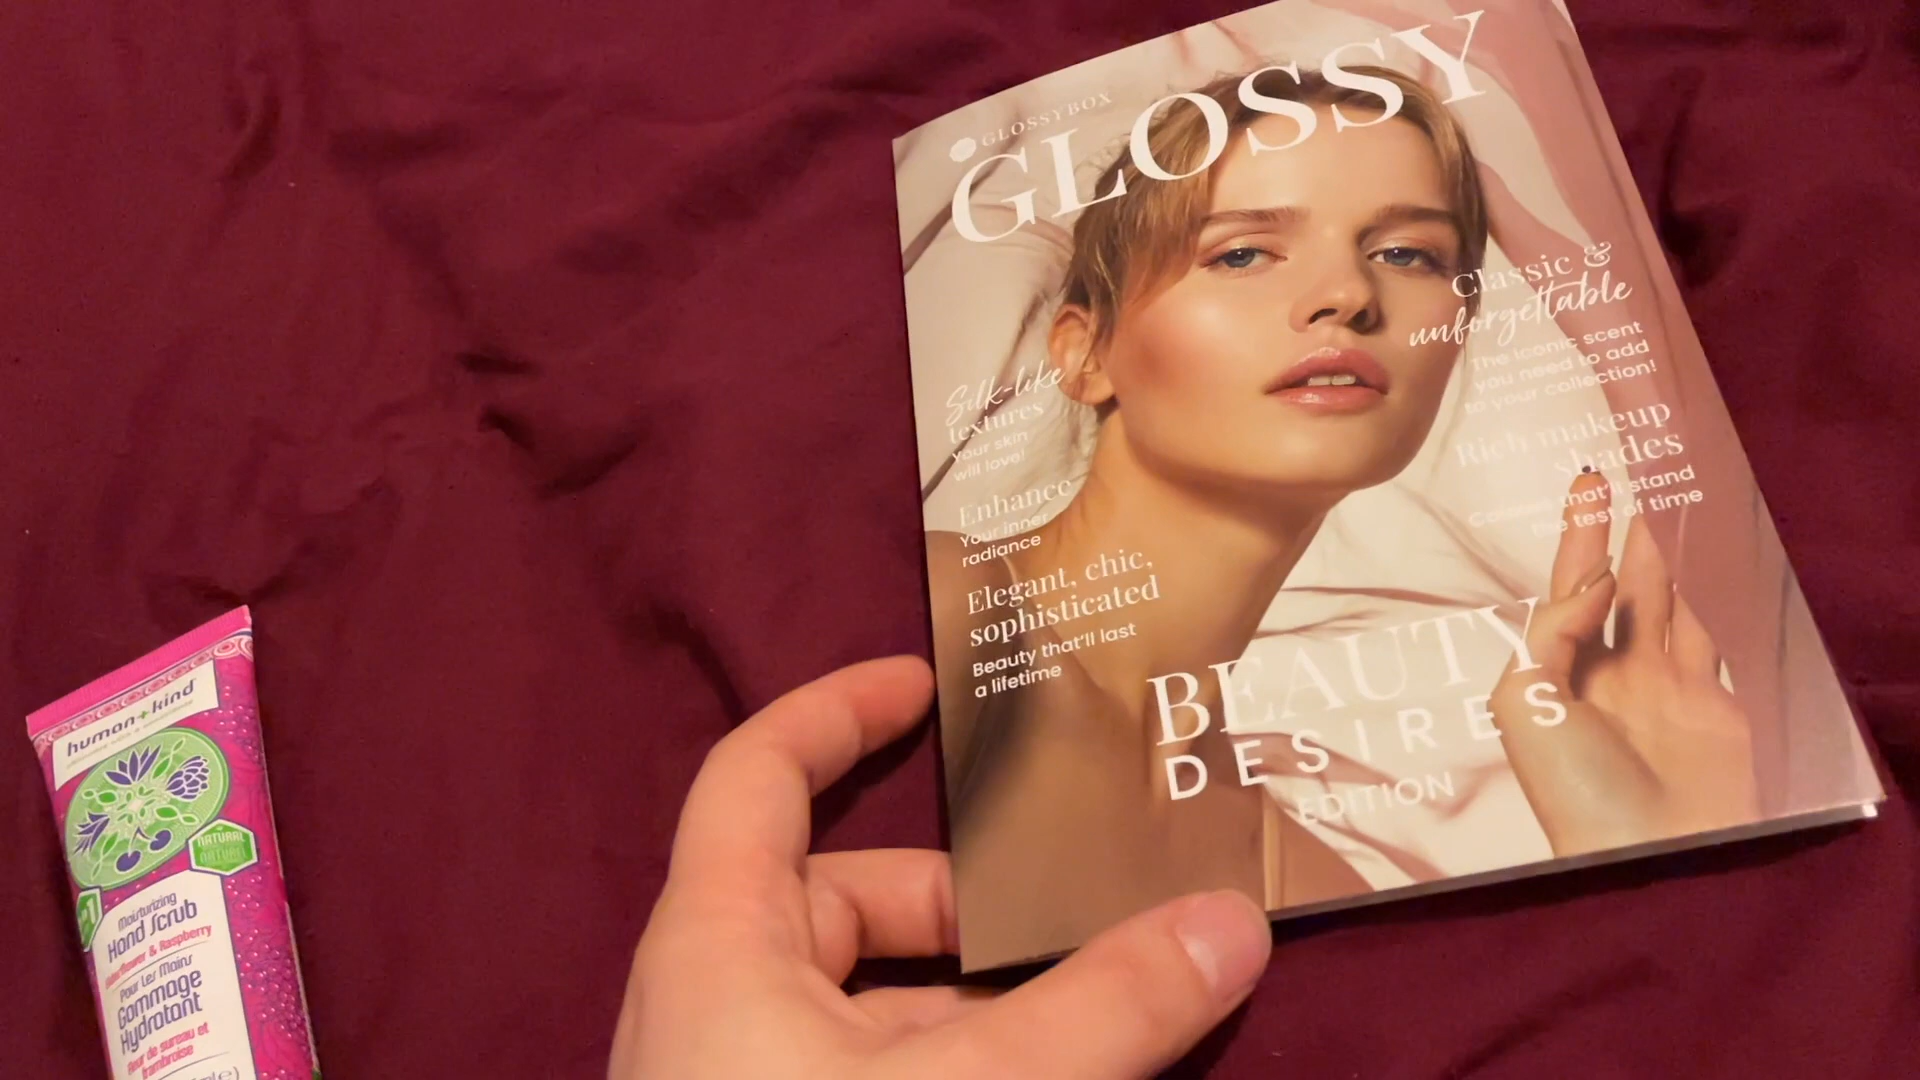 GLOSSYBOX
GLOSSY
Classic &
unforgettable
The iconic scent
you need to add
to your collection!
Rich makeup
shades
that'll stand
the test of time
Silk-like
textures
your skin
will love!
Enhance
your inner
radiance
Elegant, chic,
sophisticated
Beauty that'll last
a lifetime
BEAUTY
DESIRES
EDITION
human+kind
NATURAL
NATUREL
Moisturizing
Hand Scrub
Elderflower & Raspberry
Pour Les Mains
Gommage
Hydratant
Fleur de sureau et
framboise